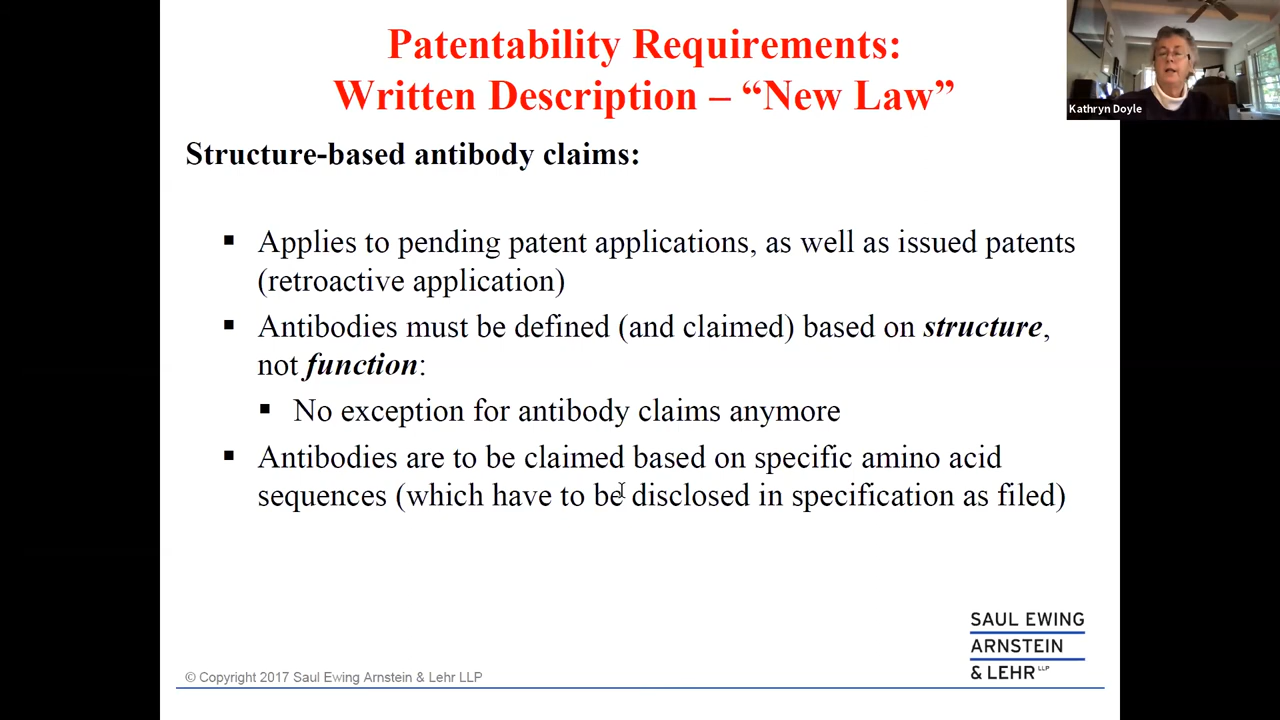 Patentability Requirements:
Written Description – “New Law”
Kathryn Doyle
Structure-based antibody claims:
▪ Applies to pending patent applications, as well as issued patents
(retroactive application)
▪ Antibodies must be defined (and claimed) based on structure,
not function:
▪ No exception for antibody claims anymore
▪ Antibodies are to be claimed based on specific amino acid
sequences (which have to be disclosed in specification as filed)
SAUL EWING
ARNSTEIN
& LEHR LLP
© Copyright 2017 Saul Ewing Arnstein & Lehr LLP